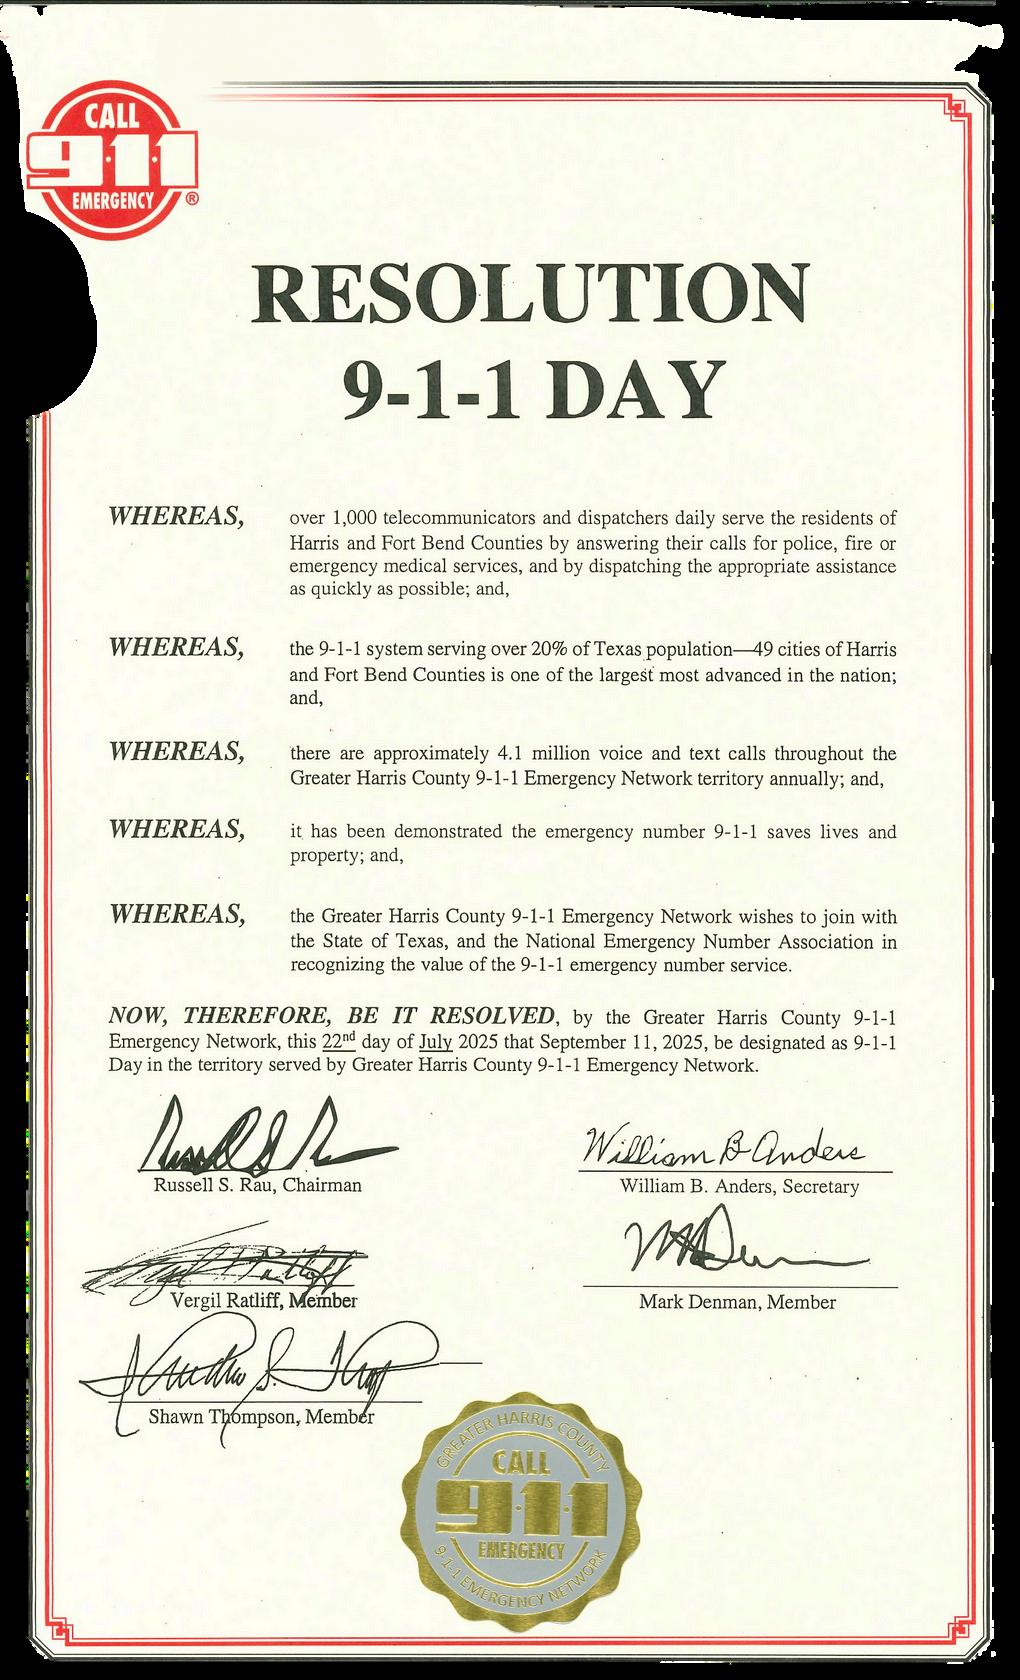 CALL
9·1·1
EMERGENCY ®
RESOLUTION
9-1-1 DAY
WHEREAS, over 1,000 telecommunicators and dispatchers daily serve the residents of
Harris and Fort Bend Counties by answering their calls for police, fire or
emergency medical services, and by dispatching the appropriate assistance
as quickly as possible; and,
WHEREAS, the 9-1-1 system serving over 20% of Texas population—49 cities of Harris
and Fort Bend Counties is one of the largest most advanced in the nation;
and,
WHEREAS, there are approximately 4.1 million voice and text calls throughout the
Greater Harris County 9-1-1 Emergency Network territory annually; and,
WHEREAS, it has been demonstrated the emergency number 9-1-1 saves lives and
property; and,
WHEREAS, the Greater Harris County 9-1-1 Emergency Network wishes to join with
the State of Texas, and the National Emergency Number Association in
recognizing the value of the 9-1-1 emergency number service.
NOW, THEREFORE, BE IT RESOLVED, by the Greater Harris County 9-1-1
Emergency Network, this 22nd day of July 2025 that September 11, 2025, be designated as 9-1-1
Day in the territory served by Greater Harris County 9-1-1 Emergency Network.
William B Anders
Russell S. Rau, Chairman
William B. Anders, Secretary
Vergil Ratliff, Member
Mark Denman, Member
Shawn Thompson, Member
GREATER HARRIS COUNTY
CALL
9·1·1
EMERGENCY
9-1-1 EMERGENCY NETWORK